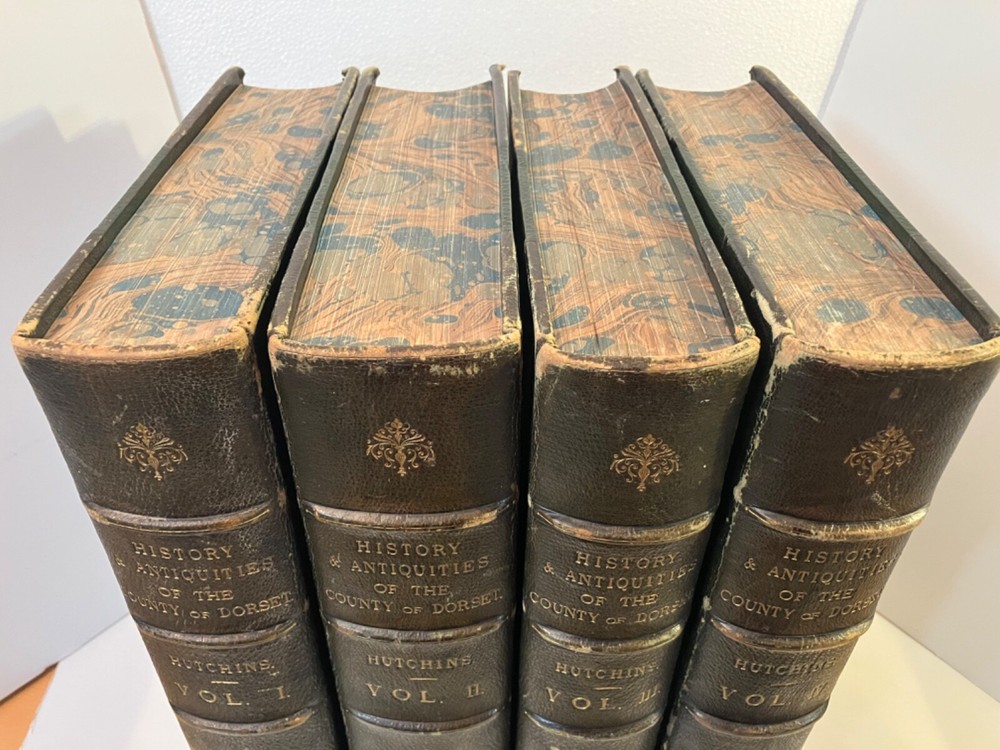 HISTORY
& ANTIQUITIES
OF THE
COUNTY OF DORSET.
HUTCHINS.
VOL. I.
HISTORY
& ANTIQUITIES
OF THE
COUNTY OF DORSET.
HUTCHINS.
VOL. II.
HISTORY
& ANTIQUITIES
OF THE
COUNTY OF DORSET
HUTCHINS.
VOL. III.
HISTORY
& ANTIQUITIES
OF THE
COUNTY OF DORSET
HUTCHINS.
VOL. IV.